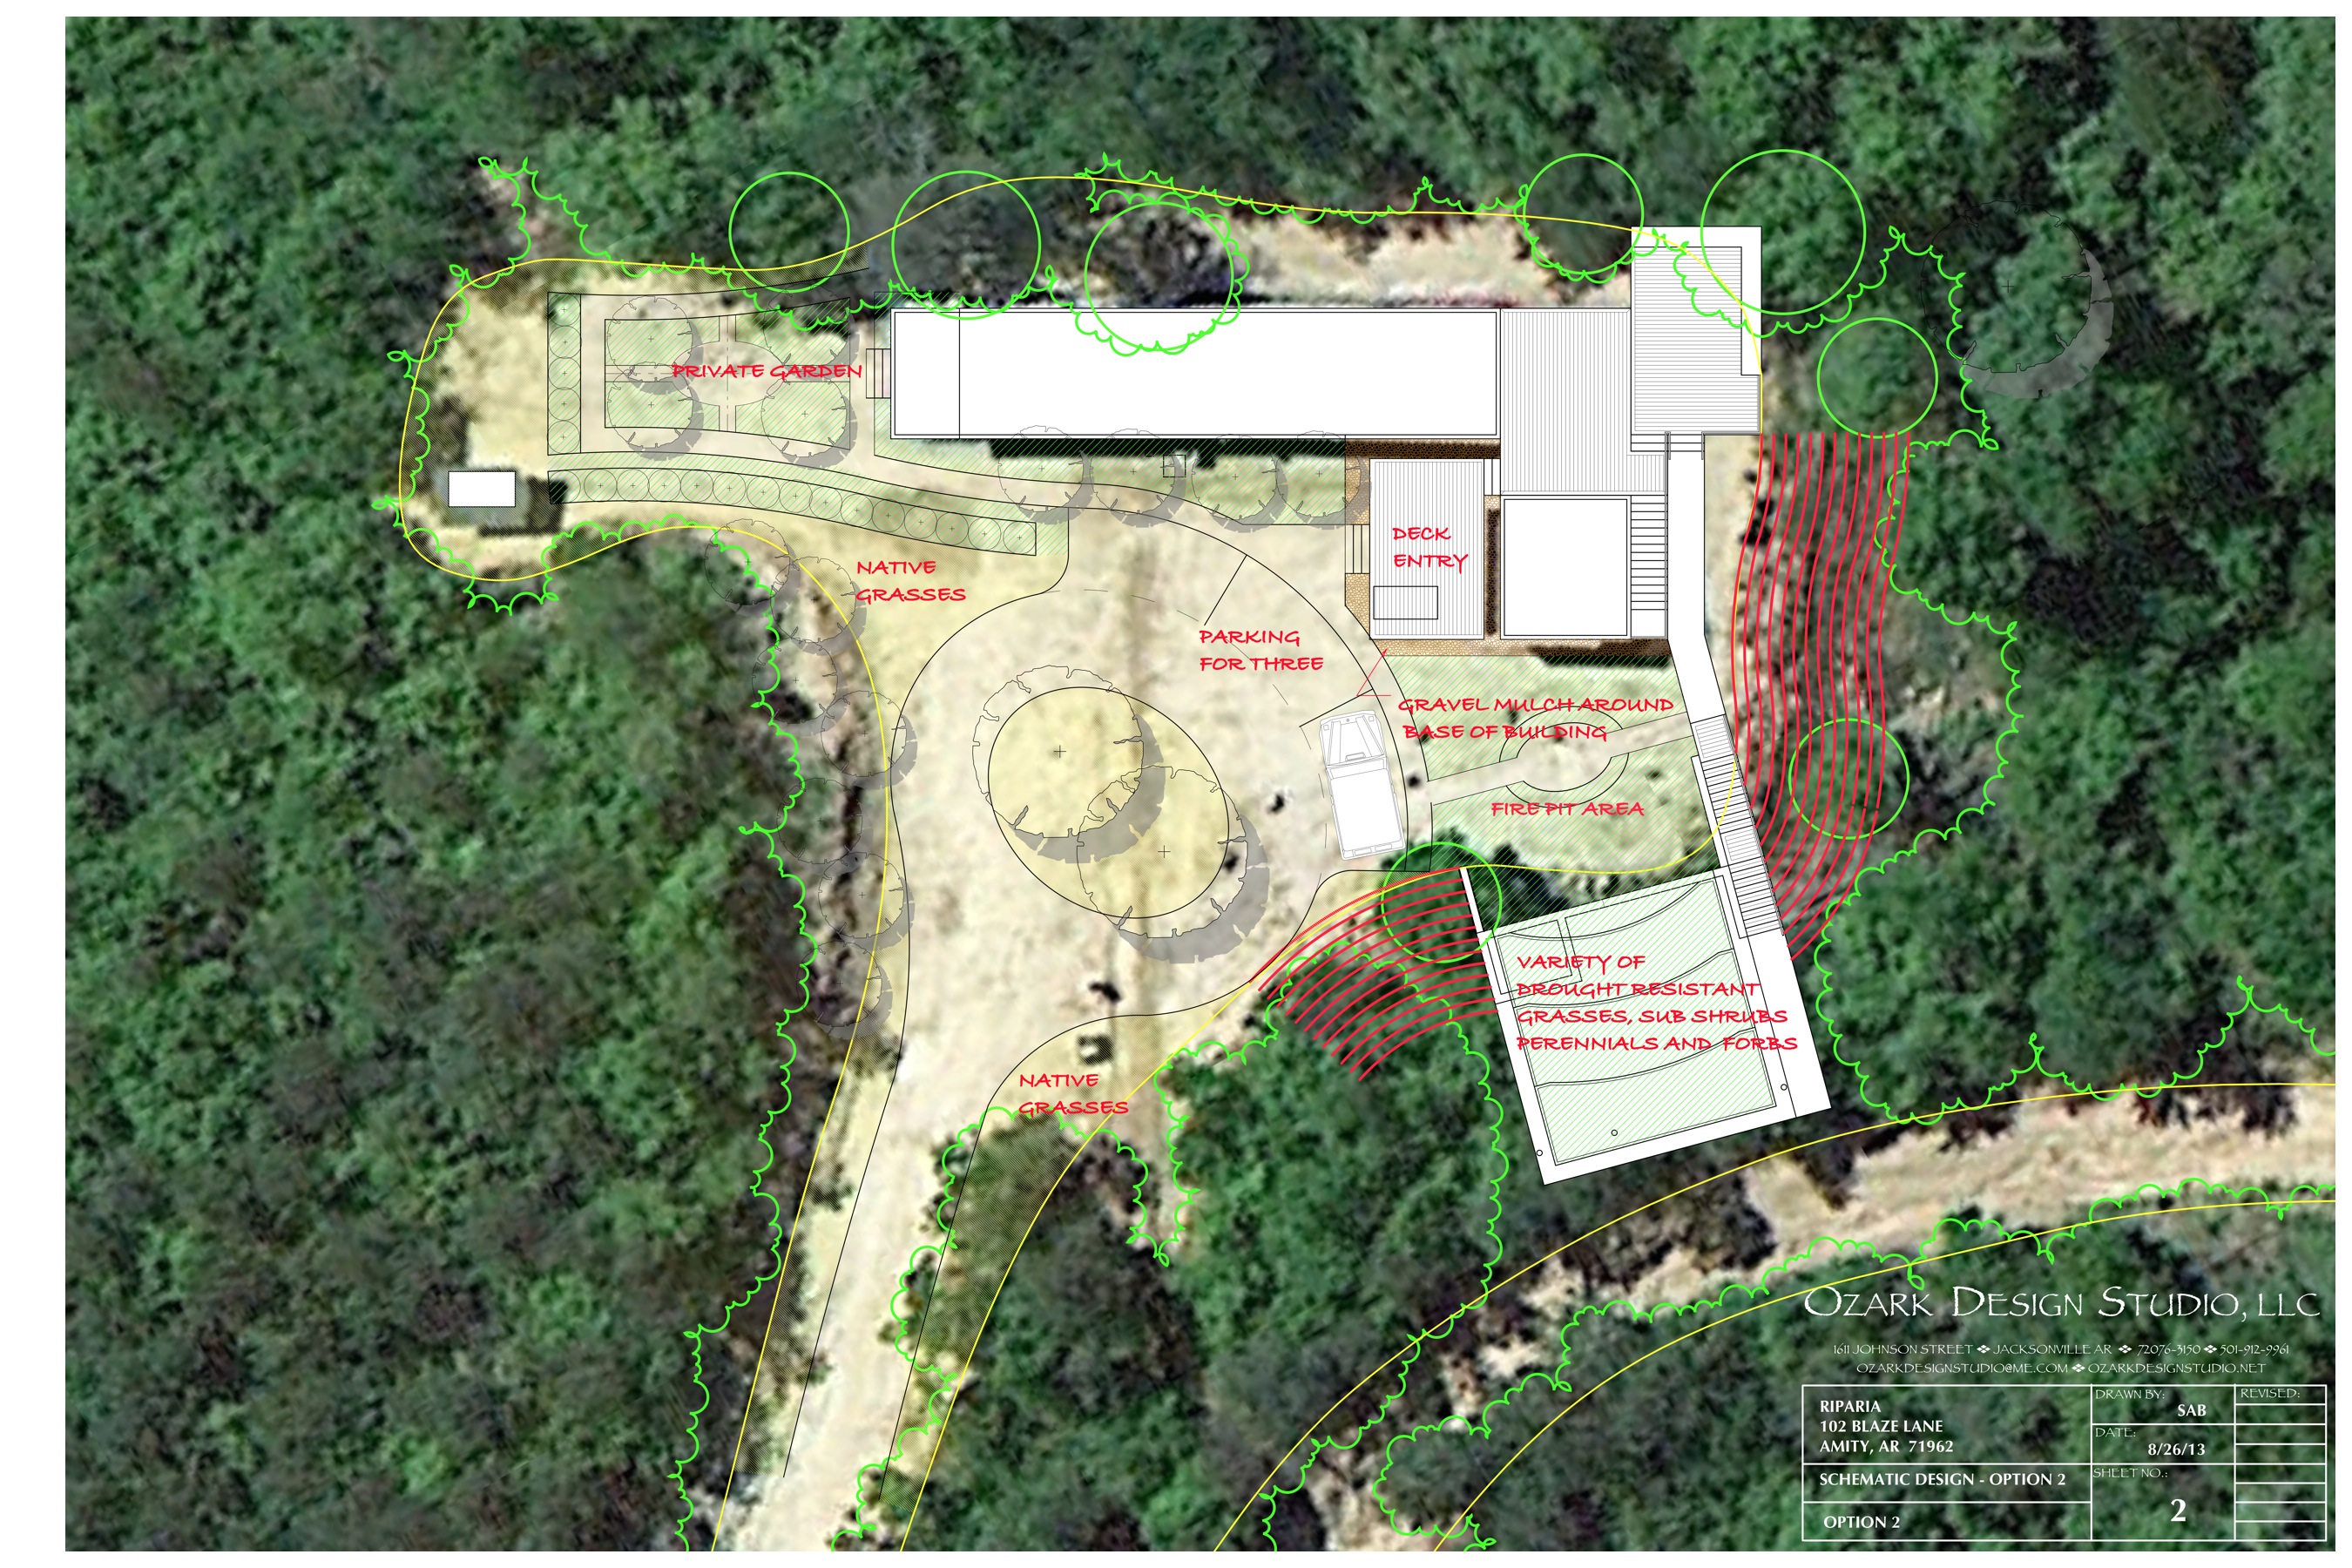 PRIVATE GARDEN
DECK
ENTRY
NATIVE
GRASSES
PARKING
FOR THREE
GRAVEL MULCH AROUND
BASE OF BUILDING
FIRE PIT AREA
VARIETY OF
DROUGHT RESISTANT
GRASSES, SUB SHRUBS
PERENNIALS AND FORBS
NATIVE
GRASSES
OZARK DESIGN STUDIO, LLC
1611 JOHNSON STREET ❖ JACKSONVILLE AR ❖ 72076-3150 ❖ 501-912-9961
OZARKDESIGNSTUDIO@ME.COM ❖ OZARKDESIGNSTUDIO.NET
RIPARIA
102 BLAZE LANE
AMITY, AR 71962
SCHEMATIC DESIGN - OPTION 2
OPTION 2
DRAWN BY:
SAB
DATE:
8/26/13
SHEET NO.:
2
REVISED: